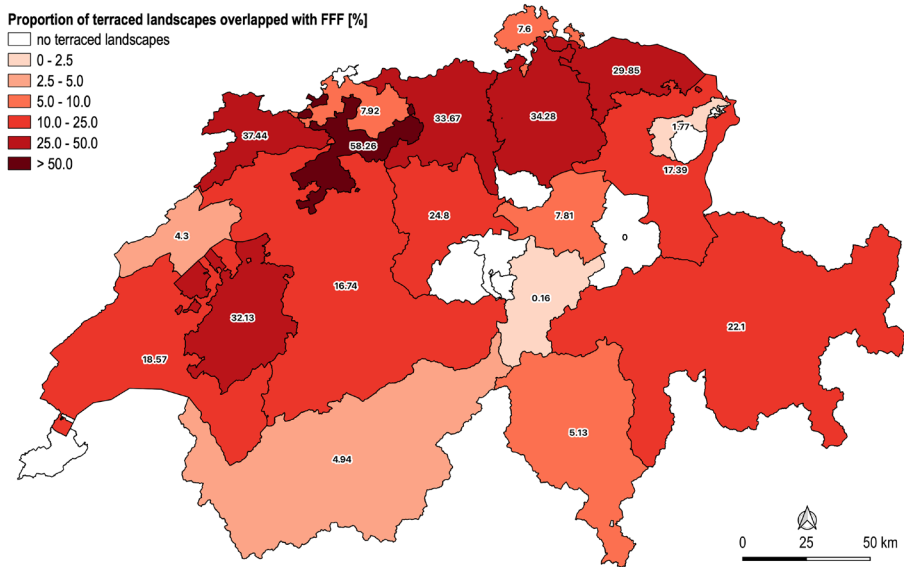 Proportion of terraced landscapes overlapped with FFF [%]
no terraced landscapes
0 - 2.5
2.5 - 5.0
5.0 - 10.0
10.0 - 25.0
25.0 - 50.0
> 50.0
7.6
29.85
7.92
33.67
34.28
1.77
37.44
58.26
17.39
24.8
7.81
4.3
0
16.74
0.16
32.13
22.1
18.57
5.13
4.94
0 25 50 km